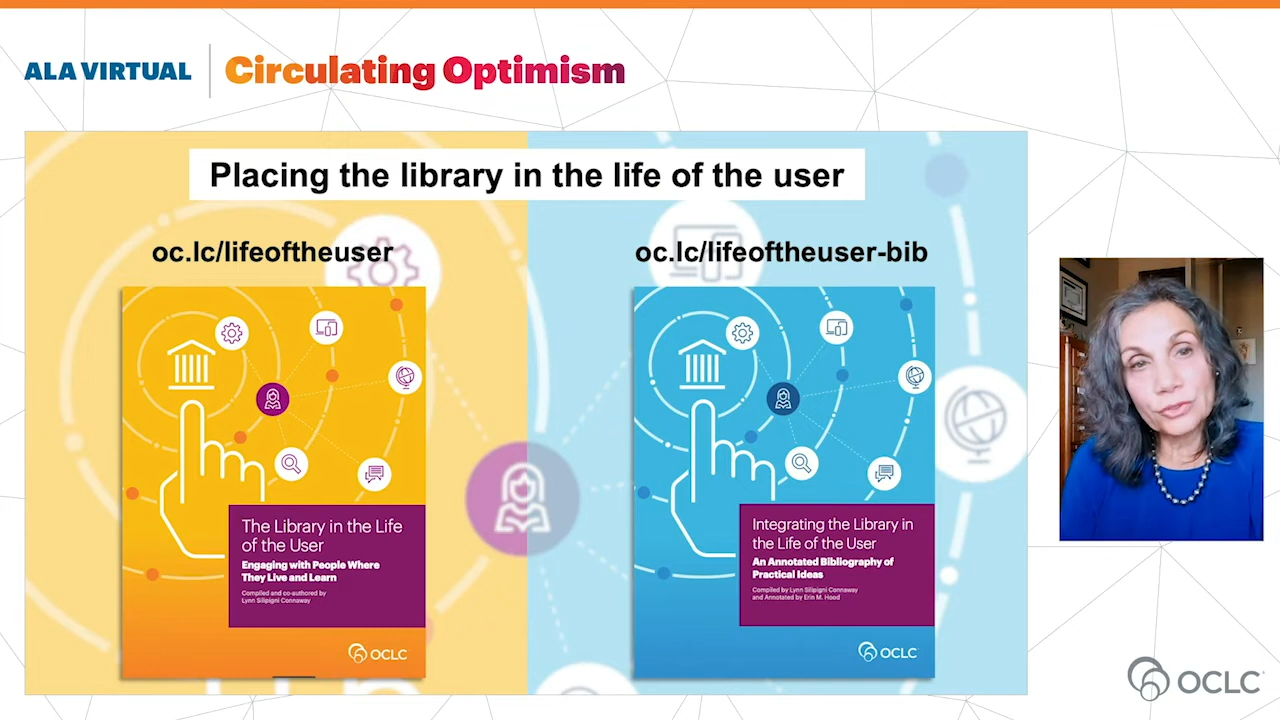 ALA VIRTUAL
Circulating Optimism
Placing the library in the life of the user
oc.lc/lifeoftheuser
oc.lc/lifeoftheuser-bib
The Library in the Life
of the User
Engaging with People Where
They Live and Learn
Compiled and co-authored by
Lynn Silipigni Connaway
OCLC
Integrating the Library in
the Life of the User
An Annotated Bibliography of
Practical Ideas
Compiled by Lynn Silipigni Connaway
and Annotated by Erin M. Hood
OCLC
OCLC